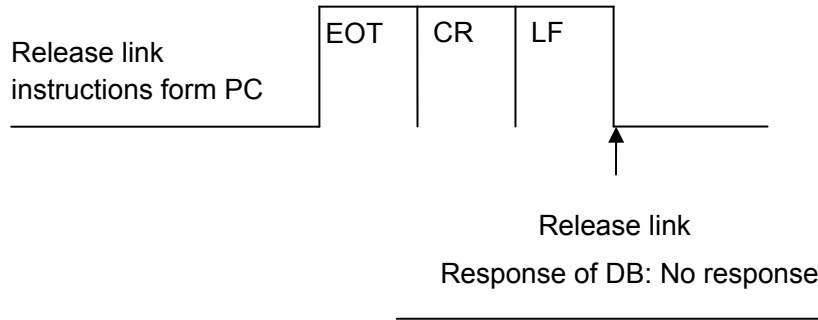 EOT CR LF
Release link
instructions form PC
Release link
Response of DB: No response